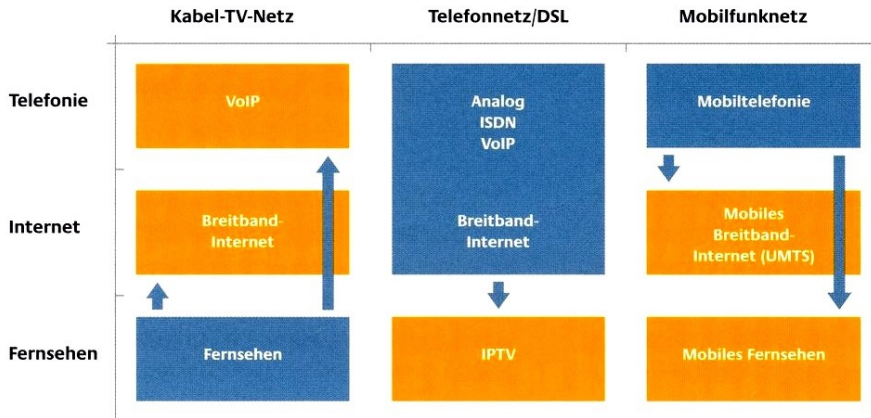 Kabel-TV-Netz
Telefonnetz/DSL
Mobilfunknetz
Telefonie
VoIP
Analog
ISDN
VoIP
Mobiltelefonie
Internet
Breitband-
Internet
Breitband-
Internet
Mobiles
Breitband-
Internet (UMTS)
Fernsehen
Fernsehen
IPTV
Mobiles Fernsehen